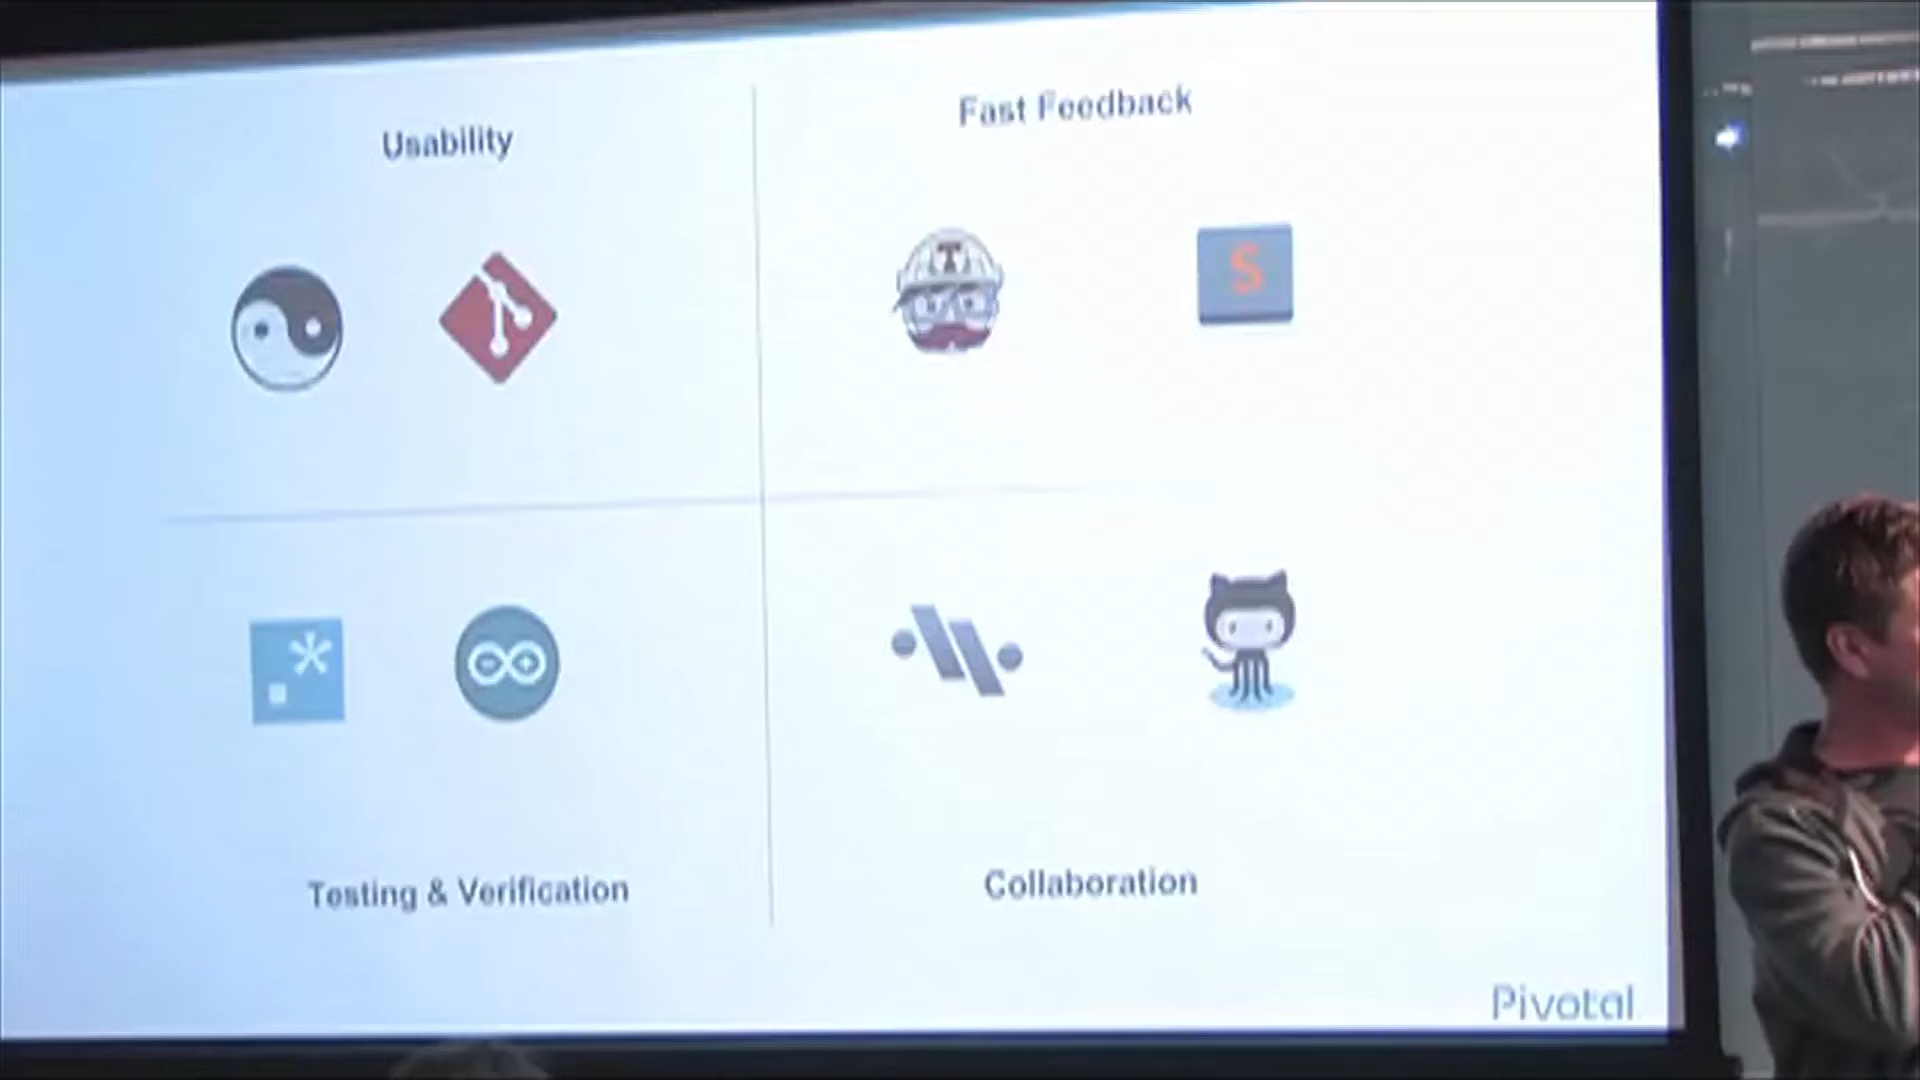 Usability
Fast Feedback
T
S
Testing & Verification
Collaboration
Pivotal